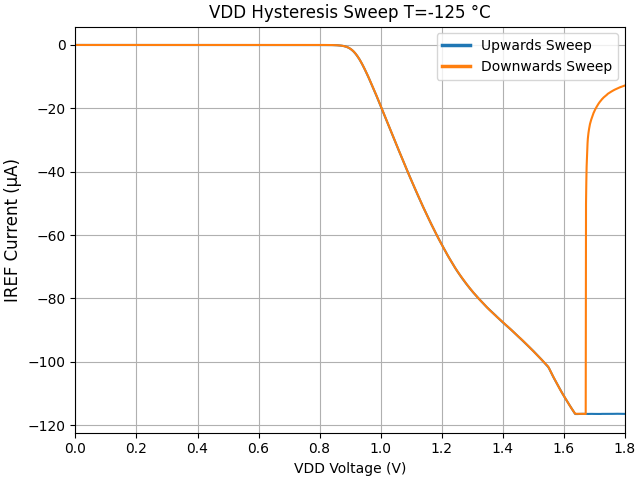 VDD Hysteresis Sweep T=-125 °C
Upwards Sweep
Downwards Sweep
IREF Current (μA)
0
−20
−40
−60
−80
−100
−120
0.0 0.2 0.4 0.6 0.8 1.0 1.2 1.4 1.6 1.8
VDD Voltage (V)